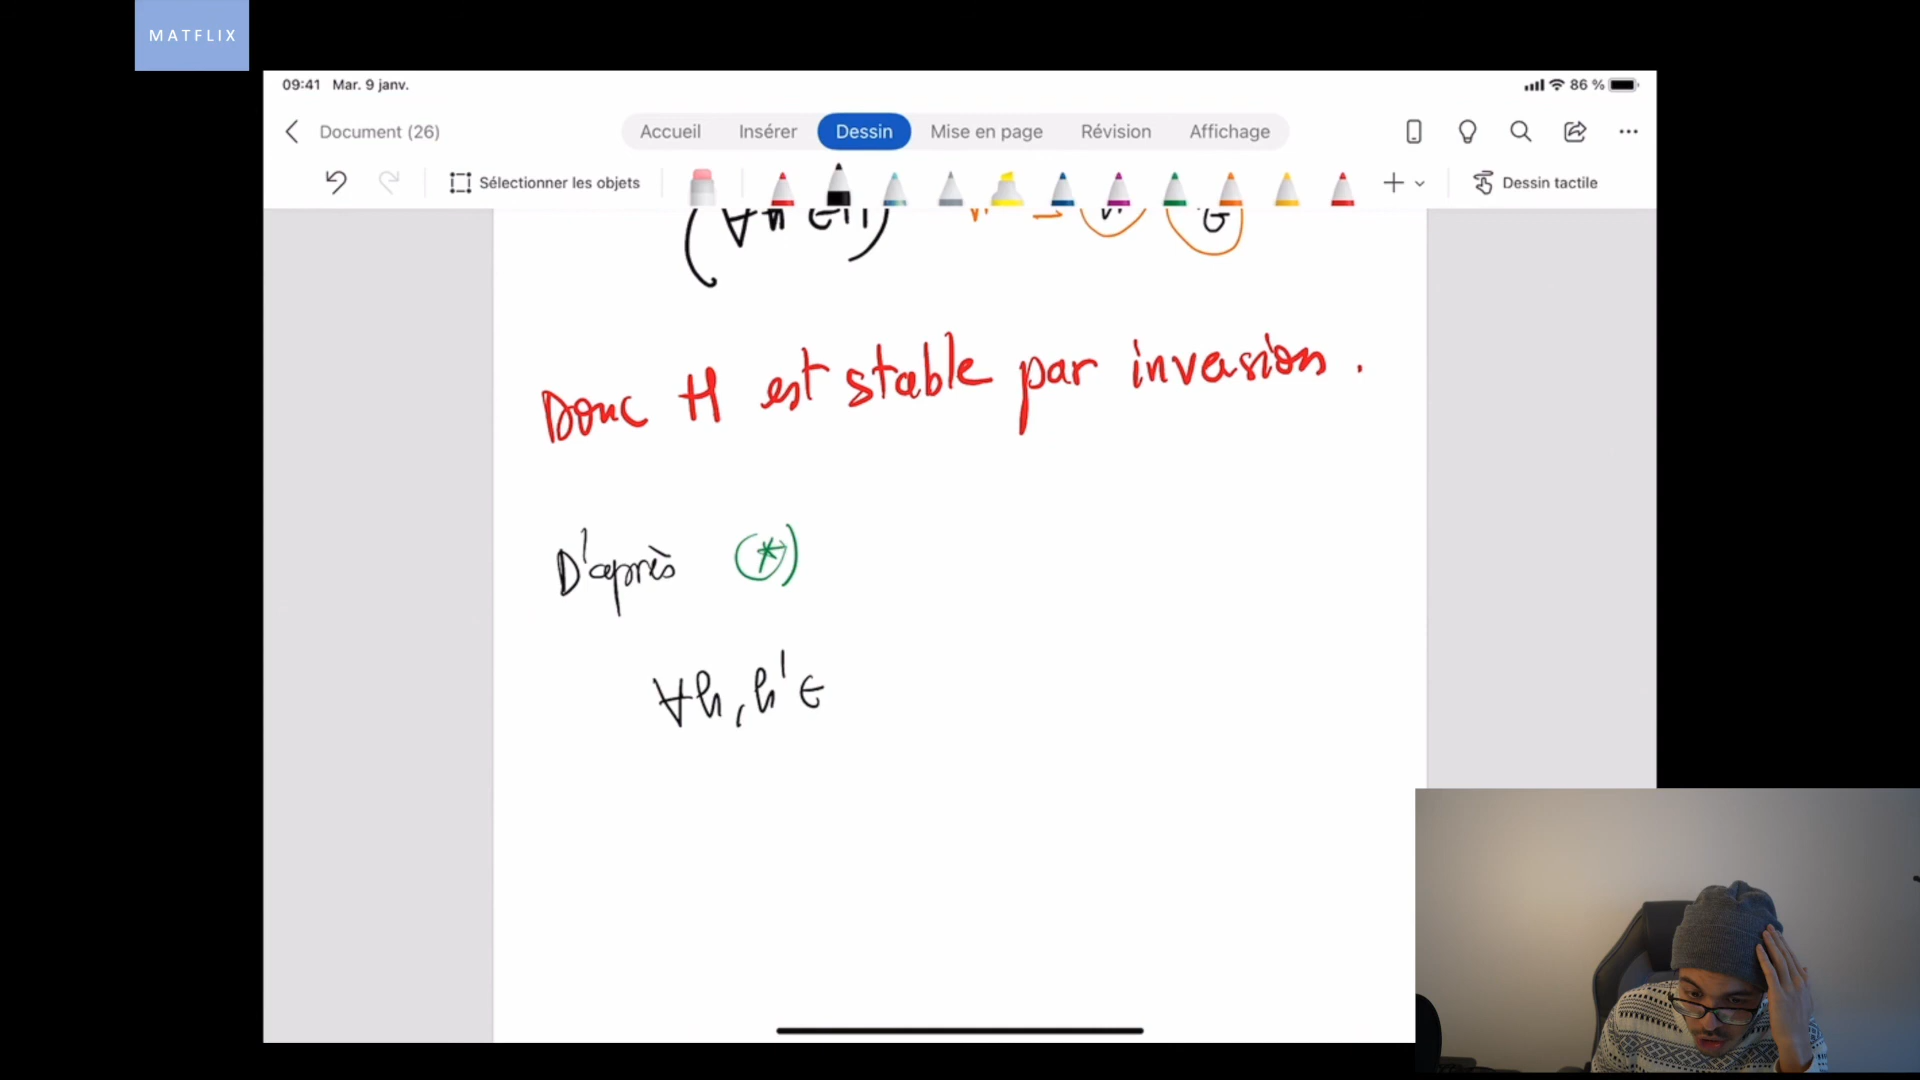 MATFLIX
09:41 Mar. 9 janv. 86 %
Document (26) Accueil Insérer Dessin Mise en page Révision Affichage
Sélectionner les objets Dessin tactile
(∀h ∈H)
Donc H est stable par inversion.
D'après (*)
∀h, h' ∈